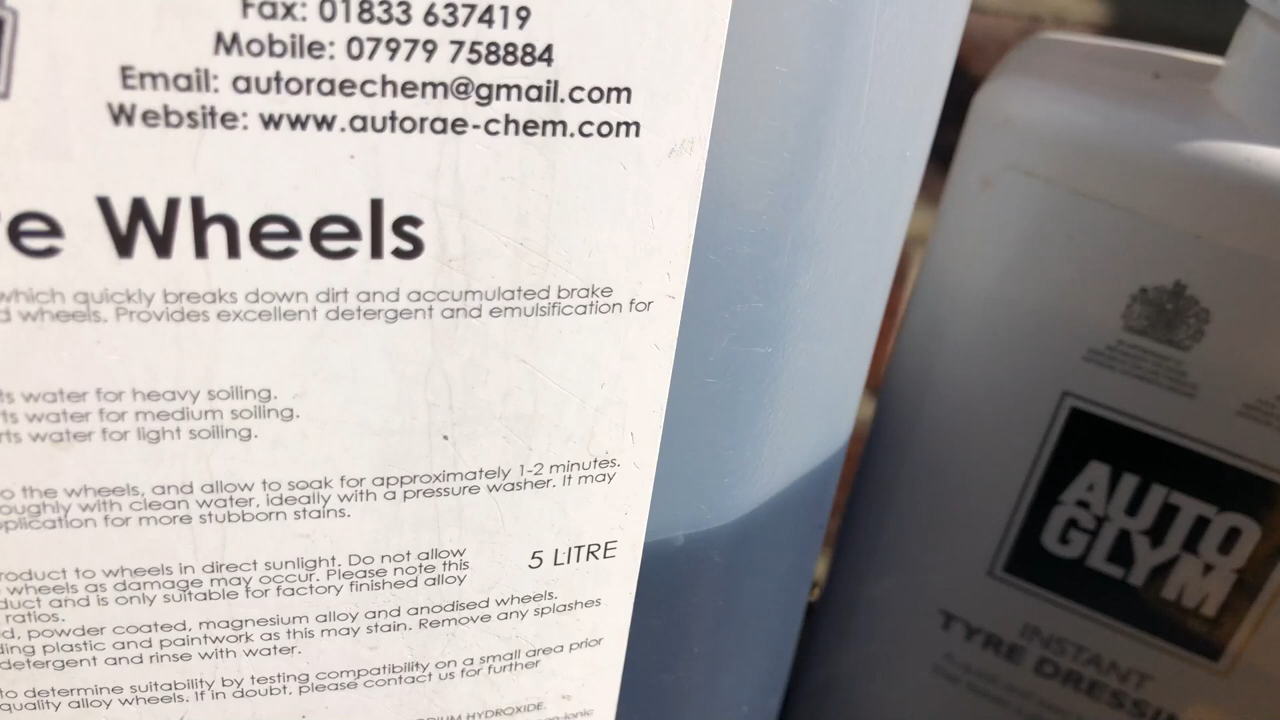 Fax: 01833 637419
Mobile: 07979 758884
Email: autoraechem@gmail.com
Website: www.autorae-chem.com
e Wheels
which quickly breaks down dirt and accumulated brake
d wheels. Provides excellent detergent and emulsification for
ts water for heavy soiling.
ts water for medium soiling.
rts water for light soiling.
o the wheels, and allow to soak for approximately 1-2 minutes.
oughly with clean water, ideally with a pressure washer. It may
pplication for more stubborn stains.
roduct to wheels in direct sunlight. Do not allow
wheels as damage may occur. Please note this
duct and is only suitable for factory finished alloy
ratios.
5 LITRE
d, powder coated, magnesium alloy and anodised wheels.
ding plastic and paintwork as this may stain. Remove any splashes
detergent and rinse with water.
to determine suitability by testing compatibility on a small area prior
quality alloy wheels. If in doubt, please contact us for further
DIUM HYDROXIDE.
non-ionic
AUTO
GLYM
INSTANT
TYRE DRESSIN